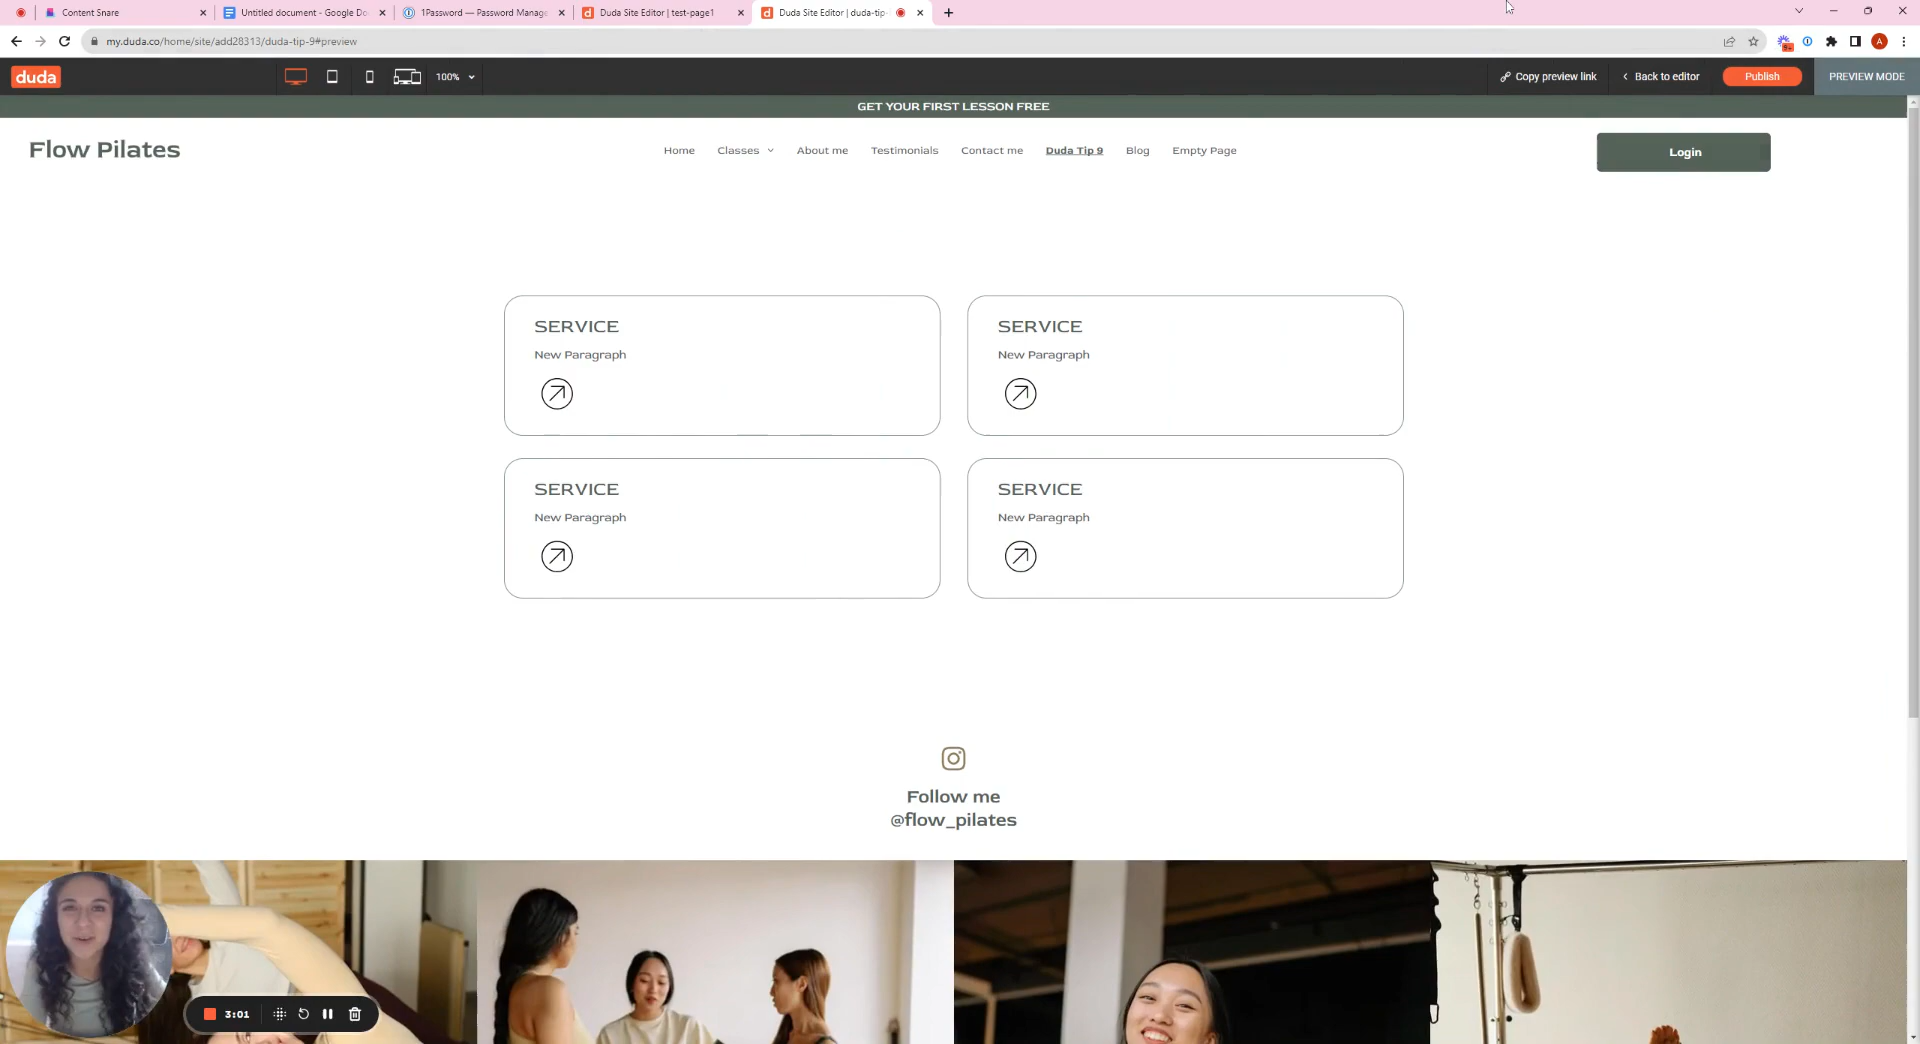 Content Snare
Untitled document - Google Do
1Password — Password Manage
Duda Site Editor | test-page1
Duda Site Editor | duda-tip-
my.duda.co/home/site/add28313/duda-tip-9#preview
A
duda
100%
Copy preview link
Back to editor
Publish
PREVIEW MODE
GET YOUR FIRST LESSON FREE
Flow Pilates
Home
Classes
About me
Testimonials
Contact me
Duda Tip 9
Blog
Empty Page
Login
SERVICE
New Paragraph
SERVICE
New Paragraph
SERVICE
New Paragraph
SERVICE
New Paragraph
Follow me
@flow_pilates
3:01